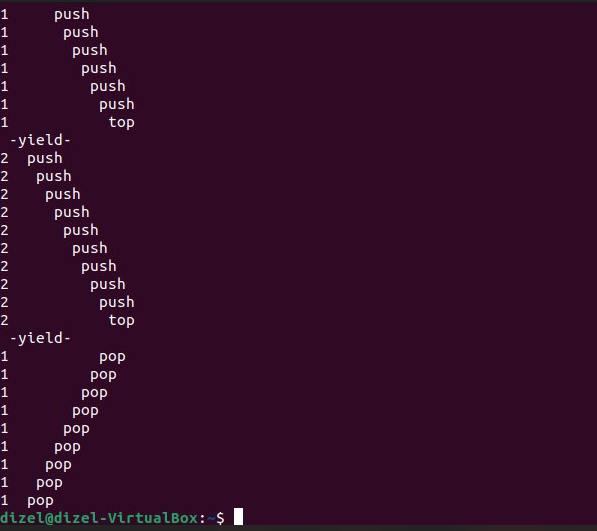 1     push
1      push
1       push
1        push
1         push
1          push
1           top
 -yield-
2  push
2   push
2    push
2     push
2      push
2       push
2        push
2         push
2          push
2           top
 -yield-
1          pop
1         pop
1        pop
1       pop
1      pop
1     pop
1    pop
1   pop
1  pop
dizel@dizel-VirtualBox:~$